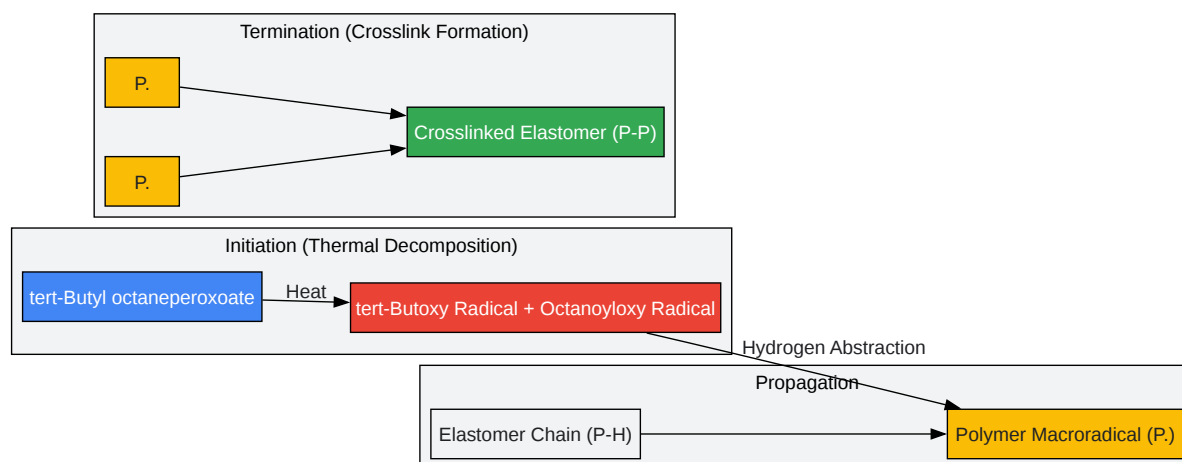 Termination (Crosslink Formation)
P.
Crosslinked Elastomer (P-P)
P.
Initiation (Thermal Decomposition)
tert-Butyl octaneperoxoate
Heat
tert-Butoxy Radical + Octanoyloxy Radical
Hydrogen Abstraction
Propagation
Elastomer Chain (P-H)
Polymer Macroradical (P.)